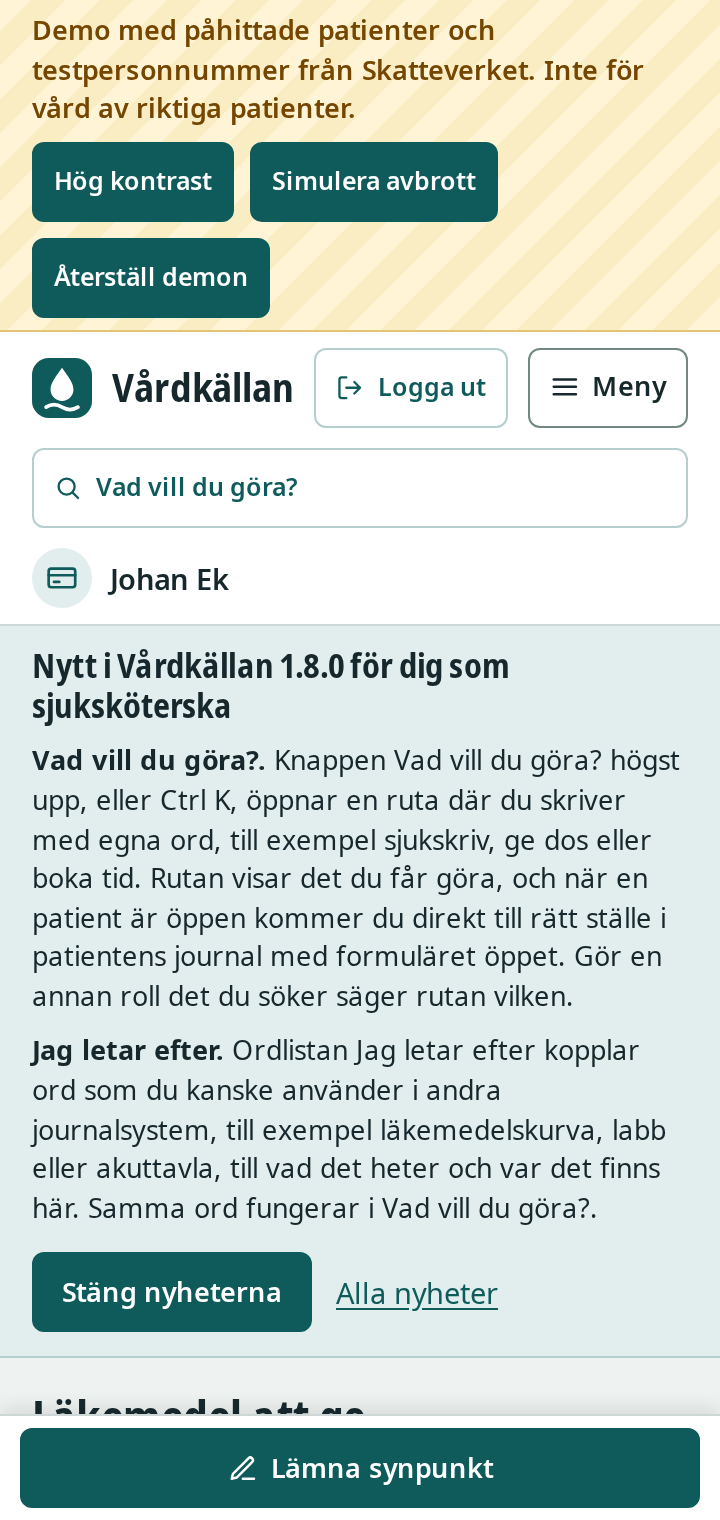 Demo med påhittade patienter och
testpersonnummer från Skatteverket. Inte för
vård av riktiga patienter.
Hög kontrast
Simulera avbrott
Återställ demon
Vårdkällan
Logga ut
Meny
Vad vill du göra?
Johan Ek
Nytt i Vårdkällan 1.8.0 för dig som
sjuksköterska
Vad vill du göra?. Knappen Vad vill du göra? högst
upp, eller Ctrl K, öppnar en ruta där du skriver
med egna ord, till exempel sjukskriv, ge dos eller
boka tid. Rutan visar det du får göra, och när en
patient är öppen kommer du direkt till rätt ställe i
patientens journal med formuläret öppet. Gör en
annan roll det du söker säger rutan vilken.
Jag letar efter. Ordlistan Jag letar efter kopplar
ord som du kanske använder i andra
journalsystem, till exempel läkemedelskurva, labb
eller akuttavla, till vad det heter och var det finns
här. Samma ord fungerar i Vad vill du göra?.
Stäng nyheterna
Alla nyheter
Läkemedel att ge
Lämna synpunkt